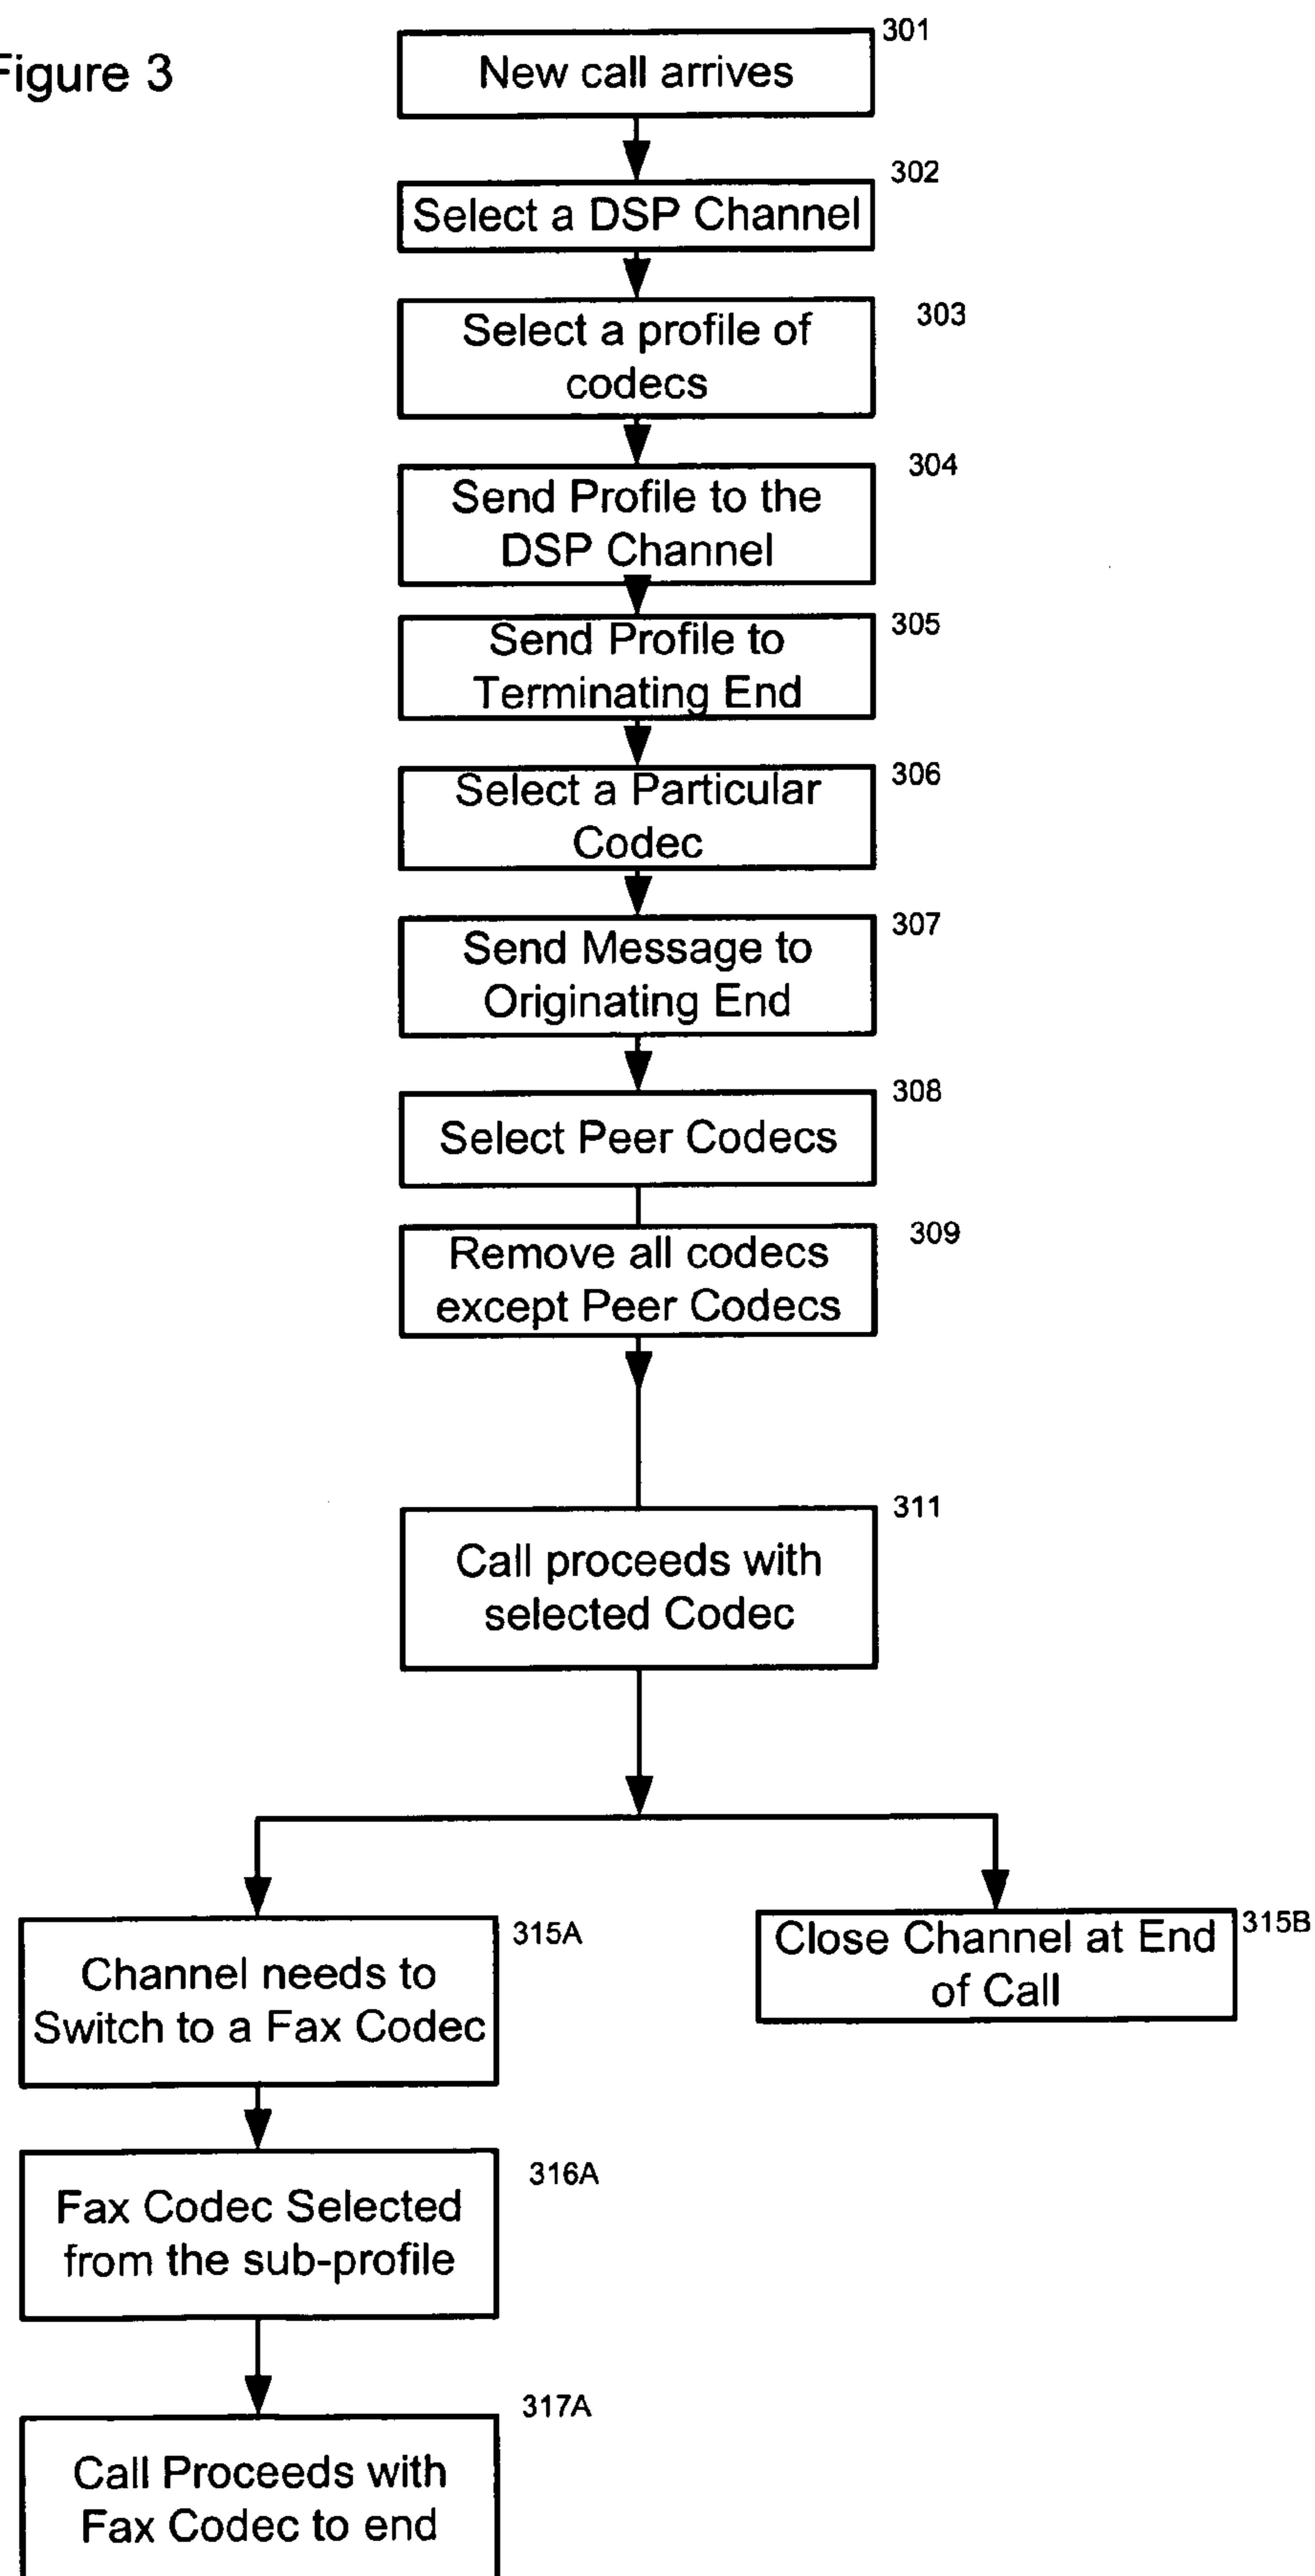 Figure 3
301
New call arrives
302
Select a DSP Channel
303
Select a profile of
codecs
304
Send Profile to the
DSP Channel
305
Send Profile to
Terminating End
306
Select a Particular
Codec
307
Send Message to
Originating End
308
Select Peer Codecs
309
Remove all codecs
except Peer Codecs
311
Call proceeds with
selected Codec
315A
Channel needs to
Switch to a Fax Codec
315B
Close Channel at End
of Call
316A
Fax Codec Selected
from the sub-profile
317A
Call Proceeds with
Fax Codec to end